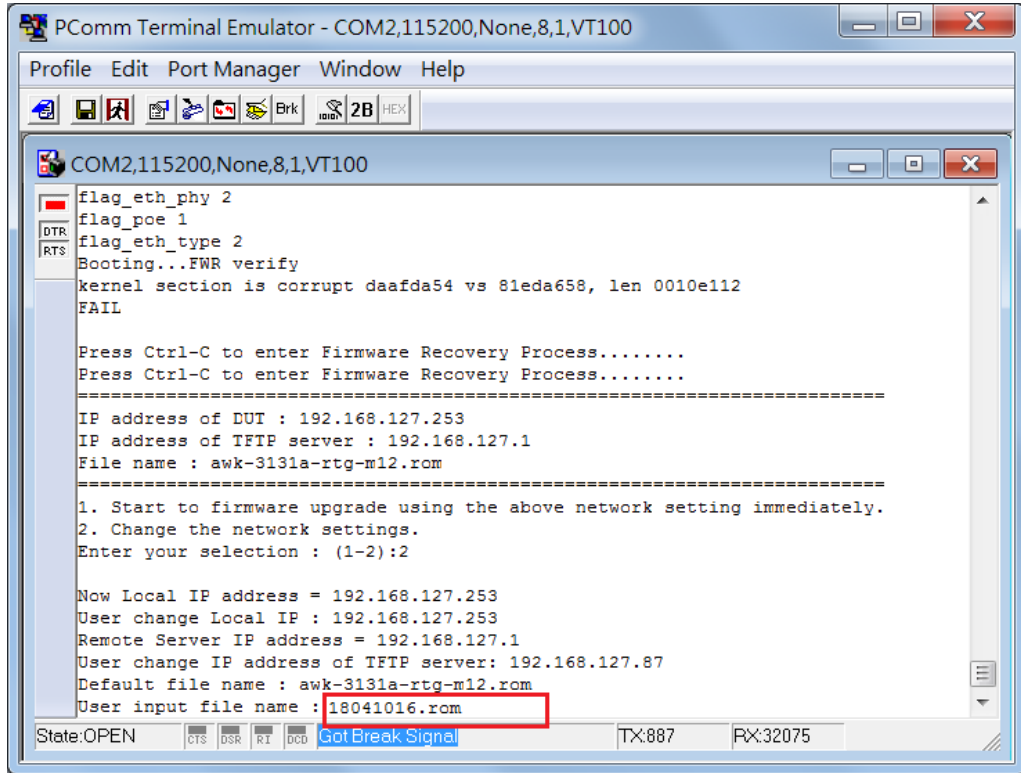 PComm Terminal Emulator - COM2,115200,None,8,1,VT100
Profile Edit Port Manager Window Help
Brk 1010 2B HEX
COM2,115200,None,8,1,VT100
DTR
RTS
flag_eth_phy 2
flag_poe 1
flag_eth_type 2
Booting...FWR verify
kernel section is corrupt daafda54 vs 81eda658, len 0010e112
FAIL
Press Ctrl-C to enter Firmware Recovery Process........
Press Ctrl-C to enter Firmware Recovery Process........
===========================================================================
IP address of DUT : 192.168.127.253
IP address of TFTP server : 192.168.127.1
File name : awk-3131a-rtg-m12.rom
===========================================================================
1. Start to firmware upgrade using the above network setting immediately.
2. Change the network settings.
Enter your selection : (1-2):2
Now Local IP address = 192.168.127.253
User change Local IP : 192.168.127.253
Remote Server IP address = 192.168.127.1
User change IP address of TFTP server: 192.168.127.87
Default file name : awk-3131a-rtg-m12.rom
User input file name : 18041016.rom
State:OPEN CTS DSR RI DCD Got Break Signal TX:887 RX:32075